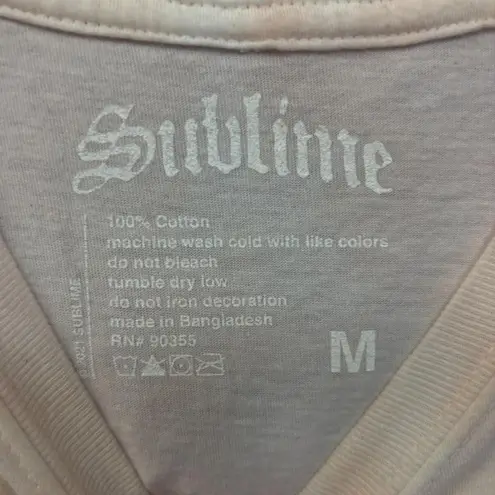 Sublime
100% Cotton
machine wash cold with like colors
do not bleach
tumble dry low
do not iron decoration
made in Bangladesh
RN# 90355
M
©2021 SUBLIME